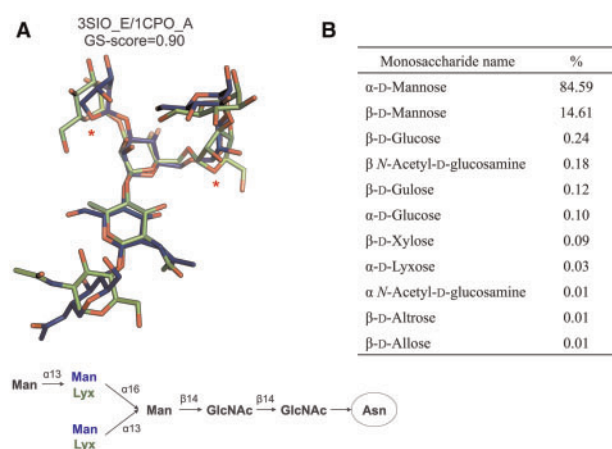 A
3SIO_E/1CPO_A
GS-score=0.90
*
*
Man α13 Man α16 Man β14 GlcNAc β14 GlcNAc Asn
Lyx
Man α13
Lyx
B
Monosaccharide name %
α-D-Mannose 84.59
β-D-Mannose 14.61
β-D-Glucose 0.24
β N-Acetyl-D-glucosamine 0.18
β-D-Gulose 0.12
α-D-Glucose 0.10
β-D-Xylose 0.09
α-D-Lyxose 0.03
α N-Acetyl-D-glucosamine 0.01
β-D-Altrose 0.01
β-D-Allose 0.01